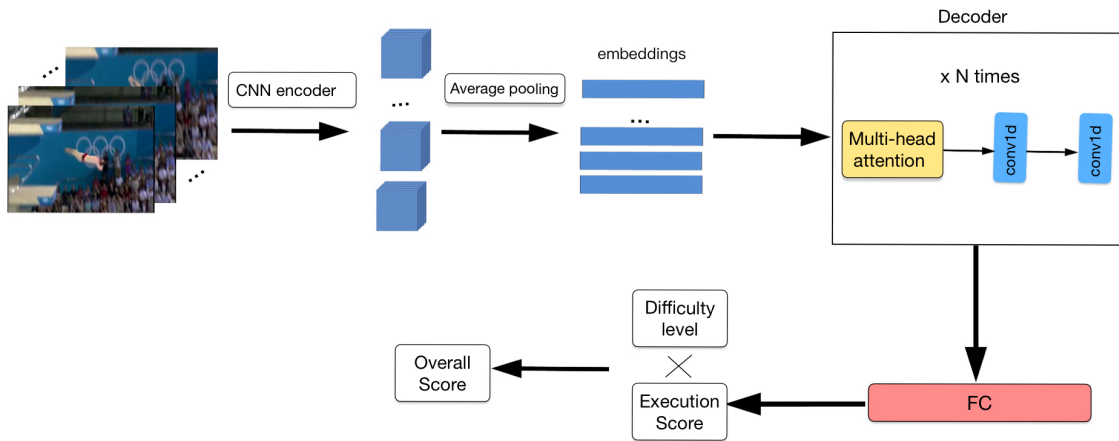 Decoder
embeddings
CNN encoder
...
...
...
Average pooling
...
x N times
Multi-head
attention
conv1d
conv1d
Difficulty
level
Overall
Score
Execution
Score
FC